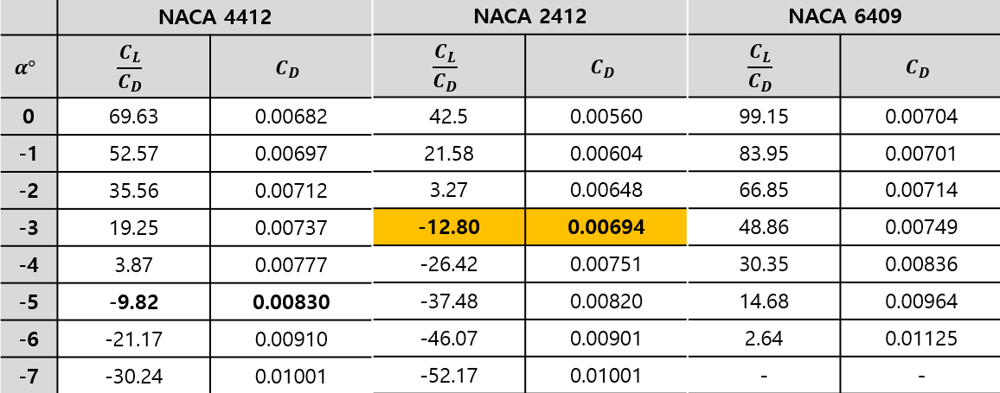 NACA 4412 NACA 2412 NACA 6409
α° C_L/C_D C_D C_L/C_D C_D C_L/C_D C_D
0 69.63 0.00682 42.5 0.00560 99.15 0.00704
-1 52.57 0.00697 21.58 0.00604 83.95 0.00701
-2 35.56 0.00712 3.27 0.00648 66.85 0.00714
-3 19.25 0.00737 -12.80 0.00694 48.86 0.00749
-4 3.87 0.00777 -26.42 0.00751 30.35 0.00836
-5 -9.82 0.00830 -37.48 0.00820 14.68 0.00964
-6 -21.17 0.00910 -46.07 0.00901 2.64 0.01125
-7 -30.24 0.01001 -52.17 0.01001 - -